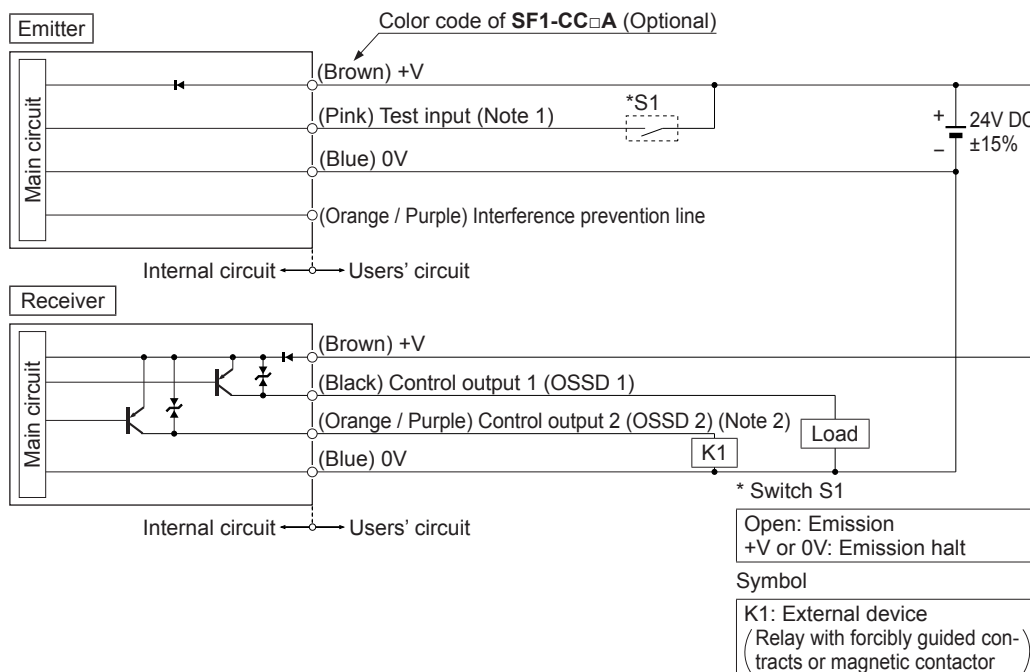 Emitter
Color code of SF1-CC□A (Optional)
Main circuit
(Brown) +V
(Pink) Test input (Note 1)
*S1
+
−
24V DC
±15%
(Blue) 0V
(Orange / Purple) Interference prevention line
Internal circuit
Users’ circuit
Receiver
Main circuit
(Brown) +V
(Black) Control output 1 (OSSD 1)
(Orange / Purple) Control output 2 (OSSD 2) (Note 2)
Load
K1
(Blue) 0V
Internal circuit
Users’ circuit
* Switch S1
Open: Emission
+V or 0V: Emission halt
Symbol
K1: External device
(Relay with forcibly guided con-
tracts or magnetic contactor)